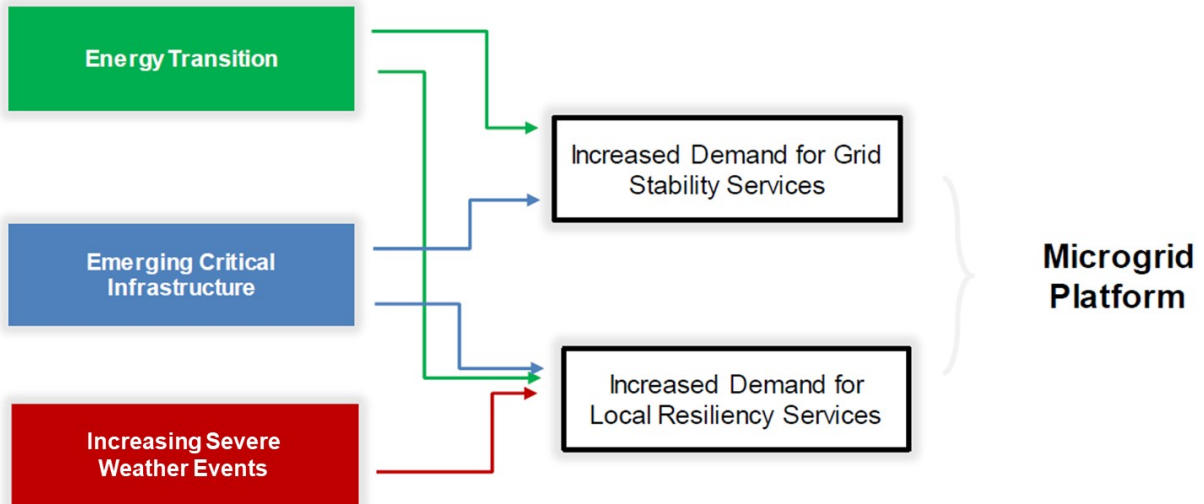 Energy Transition
Increased Demand for Grid
Stability Services
Emerging Critical
Infrastructure
Microgrid
Platform
Increased Demand for
Local Resiliency Services
Increasing Severe
Weather Events